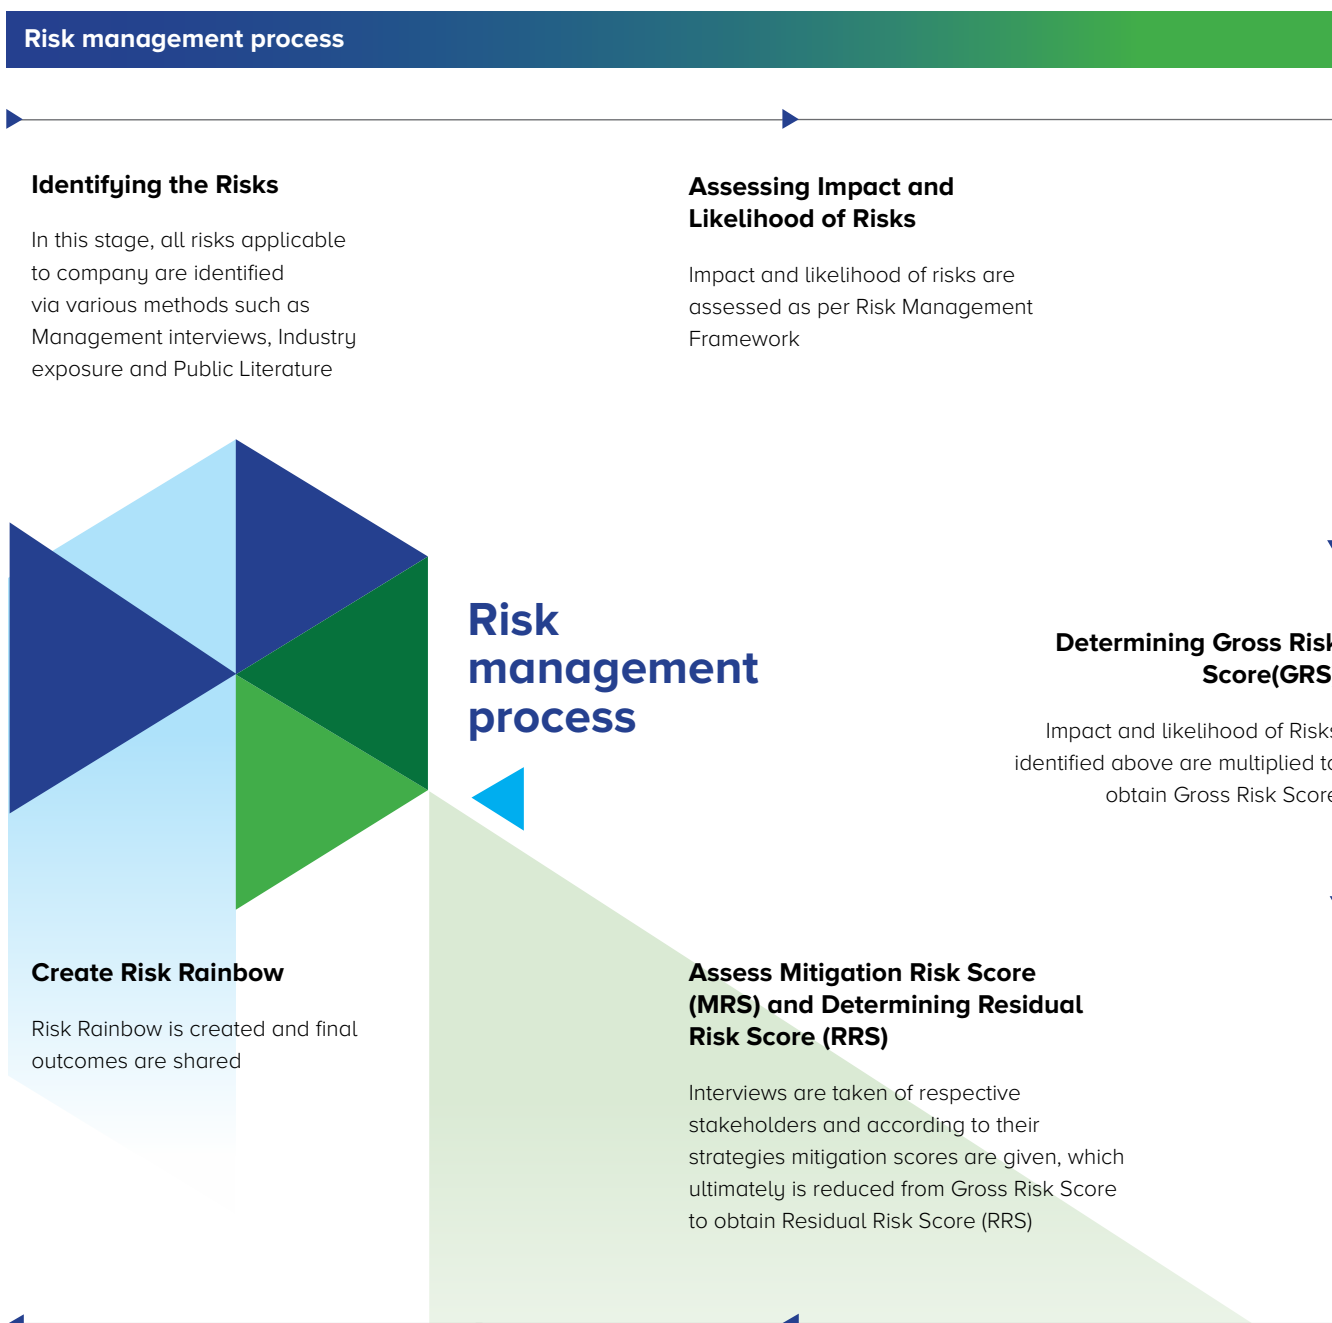 Risk management process
Identifying the Risks
In this stage, all risks applicable
to company are identified
via various methods such as
Management interviews, Industry
exposure and Public Literature
Assessing Impact and
Likelihood of Risks
Impact and likelihood of risks are
assessed as per Risk Management
Framework
Risk
management
process
Determining Gross Risk
Score(GRS
Impact and likelihood of Risks
identified above are multiplied to
obtain Gross Risk Score
Assess Mitigation Risk Score
(MRS) and Determining Residual
Risk Score (RRS)
Interviews are taken of respective
stakeholders and according to their
strategies mitigation scores are given, which
ultimately is reduced from Gross Risk Score
to obtain Residual Risk Score (RRS)
Create Risk Rainbow
Risk Rainbow is created and final
outcomes are shared